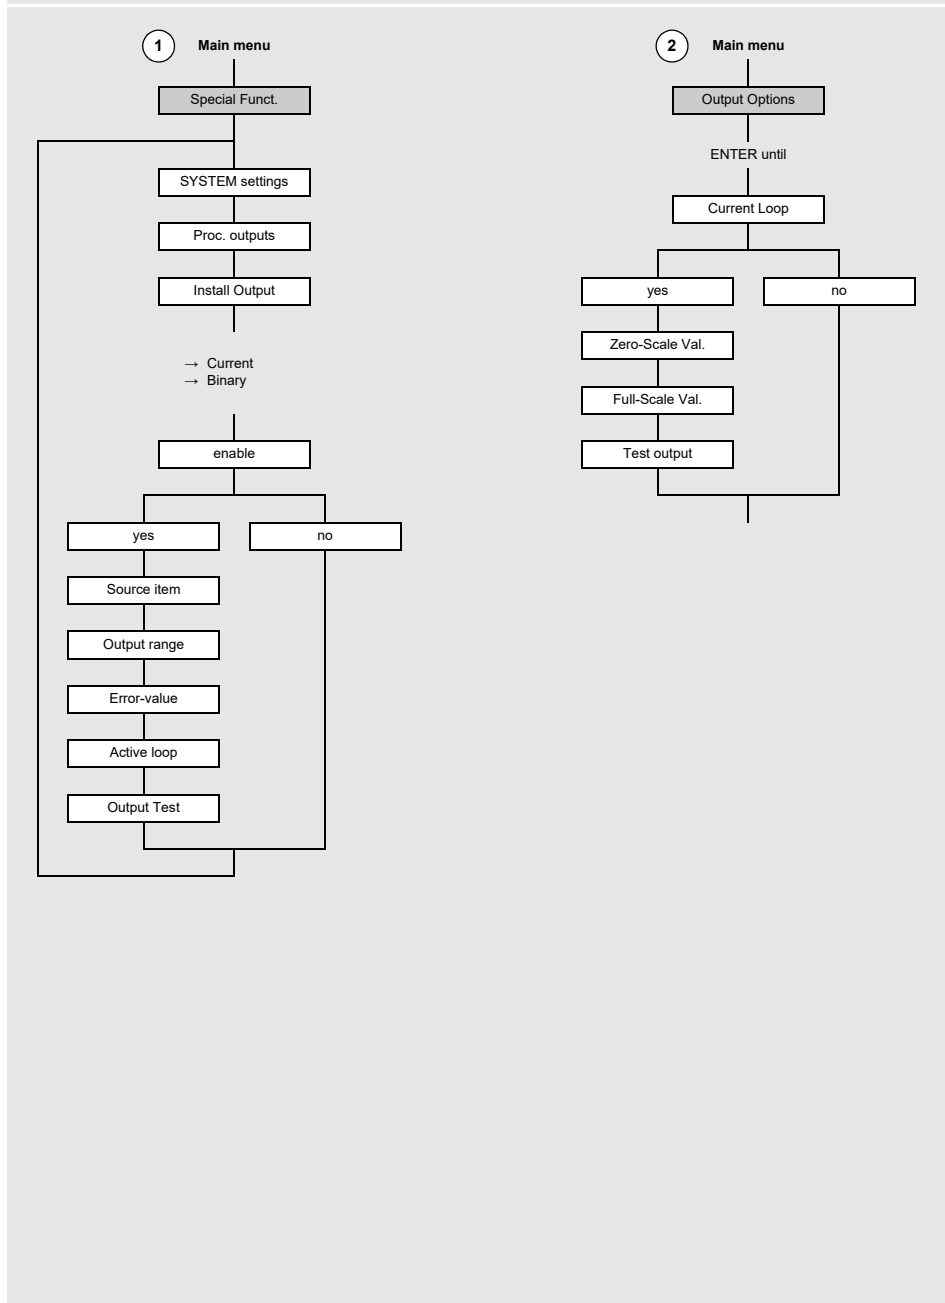 1 Main menu
Special Funct.
SYSTEM settings
Proc. outputs
Install Output
→ Current
→ Binary
enable
yes
no
Source item
Output range
Error-value
Active loop
Output Test
2 Main menu
Output Options
ENTER until
Current Loop
yes
no
Zero-Scale Val.
Full-Scale Val.
Test output